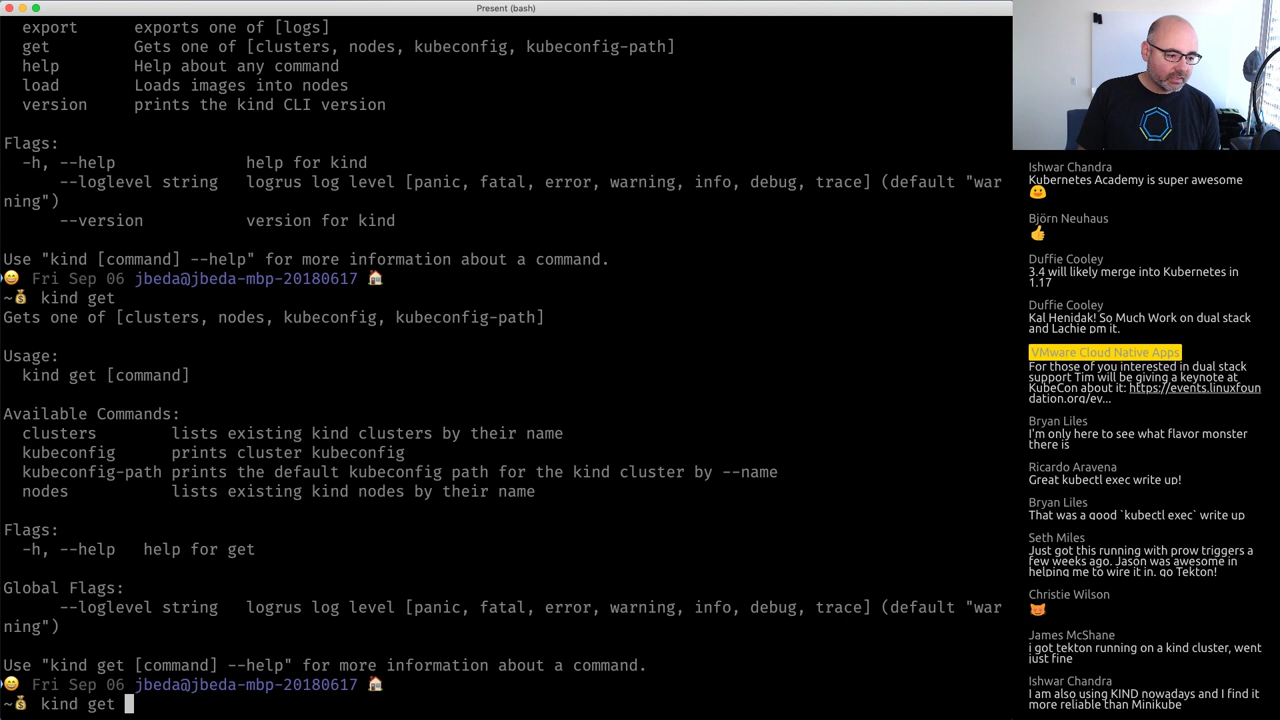 Present (bash)
export exports one of [logs]
get Gets one of [clusters, nodes, kubeconfig, kubeconfig-path]
help Help about any command
load Loads images into nodes
version prints the kind CLI version
Flags:
-h, --help help for kind
--loglevel string logrus log level [panic, fatal, error, warning, info, debug, trace] (default "war
ning")
--version version for kind
Use "kind [command] --help" for more information about a command.
😄 Fri Sep 06 jbeda@jbeda-mbp-20180617 🏠
~💰 kind get
Gets one of [clusters, nodes, kubeconfig, kubeconfig-path]
Usage:
kind get [command]
Available Commands:
clusters lists existing kind clusters by their name
kubeconfig prints cluster kubeconfig
kubeconfig-path prints the default kubeconfig path for the kind cluster by --name
nodes lists existing kind nodes by their name
Flags:
-h, --help help for get
Global Flags:
--loglevel string logrus log level [panic, fatal, error, warning, info, debug, trace] (default "war
ning")
Use "kind get [command] --help" for more information about a command.
😄 Fri Sep 06 jbeda@jbeda-mbp-20180617 🏠
~💰 kind get
Ishwar Chandra
Kubernetes Academy is super awesome
Björn Neuhaus
👍
Duffie Cooley
3.4 will likely merge into Kubernetes in
1.17
Duffie Cooley
Kal Henidak! So Much Work on dual stack
and Lachie pm it.
VMware Cloud Native Apps
For those of you interested in dual stack
support Tim will be giving a keynote at
KubeCon about it: https://events.linuxfoun
dation.org/ev...
Bryan Liles
I'm only here to see what flavor monster
there is
Ricardo Aravena
Great kubectl exec write up!
Bryan Liles
That was a good `kubectl exec` write up
Seth Miles
Just got this running with prow triggers a
few weeks ago. Jason was awesome in
helping me to wire it in. go Tekton!
Christie Wilson
James McShane
i got tekton running on a kind cluster, went
just fine
Ishwar Chandra
I am also using KIND nowadays and I find it
more reliable than Minikube